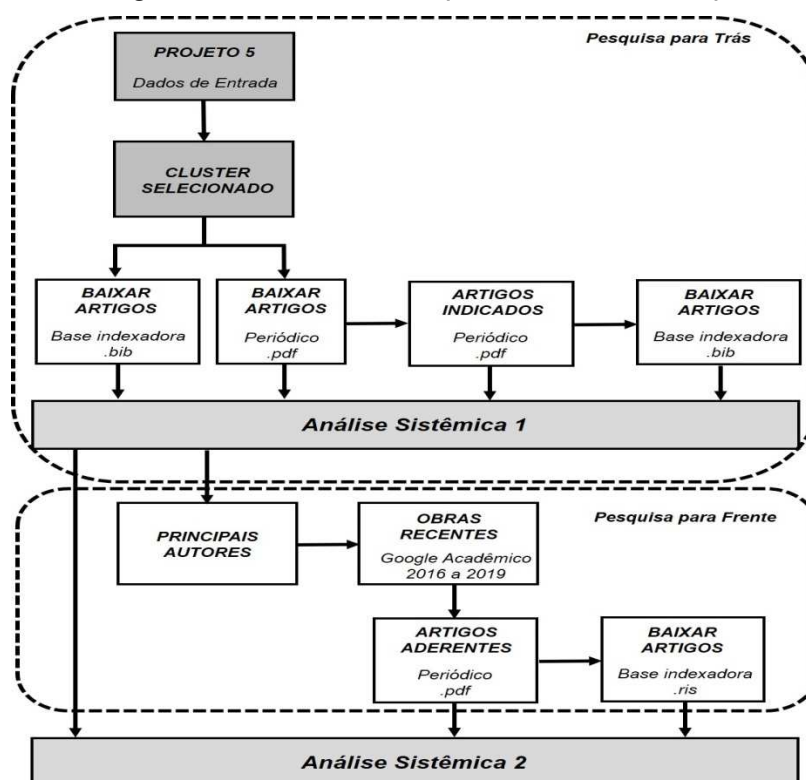 Pesquisa para Trás
PROJETO 5
Dados de Entrada
CLUSTER
SELECIONADO
BAIXAR
ARTIGOS
Base indexadora
.bib
BAIXAR
ARTIGOS
Periódico
.pdf
ARTIGOS
INDICADOS
Periódico
.pdf
BAIXAR
ARTIGOS
Base indexadora
.bib
Análise Sistêmica 1
Pesquisa para Frente
PRINCIPAIS
AUTORES
OBRAS
RECENTES
Google Acadêmico
2016 a 2019
ARTIGOS
ADERENTES
Periódico
.pdf
BAIXAR
ARTIGOS
Base indexadora
.ris
Análise Sistêmica 2